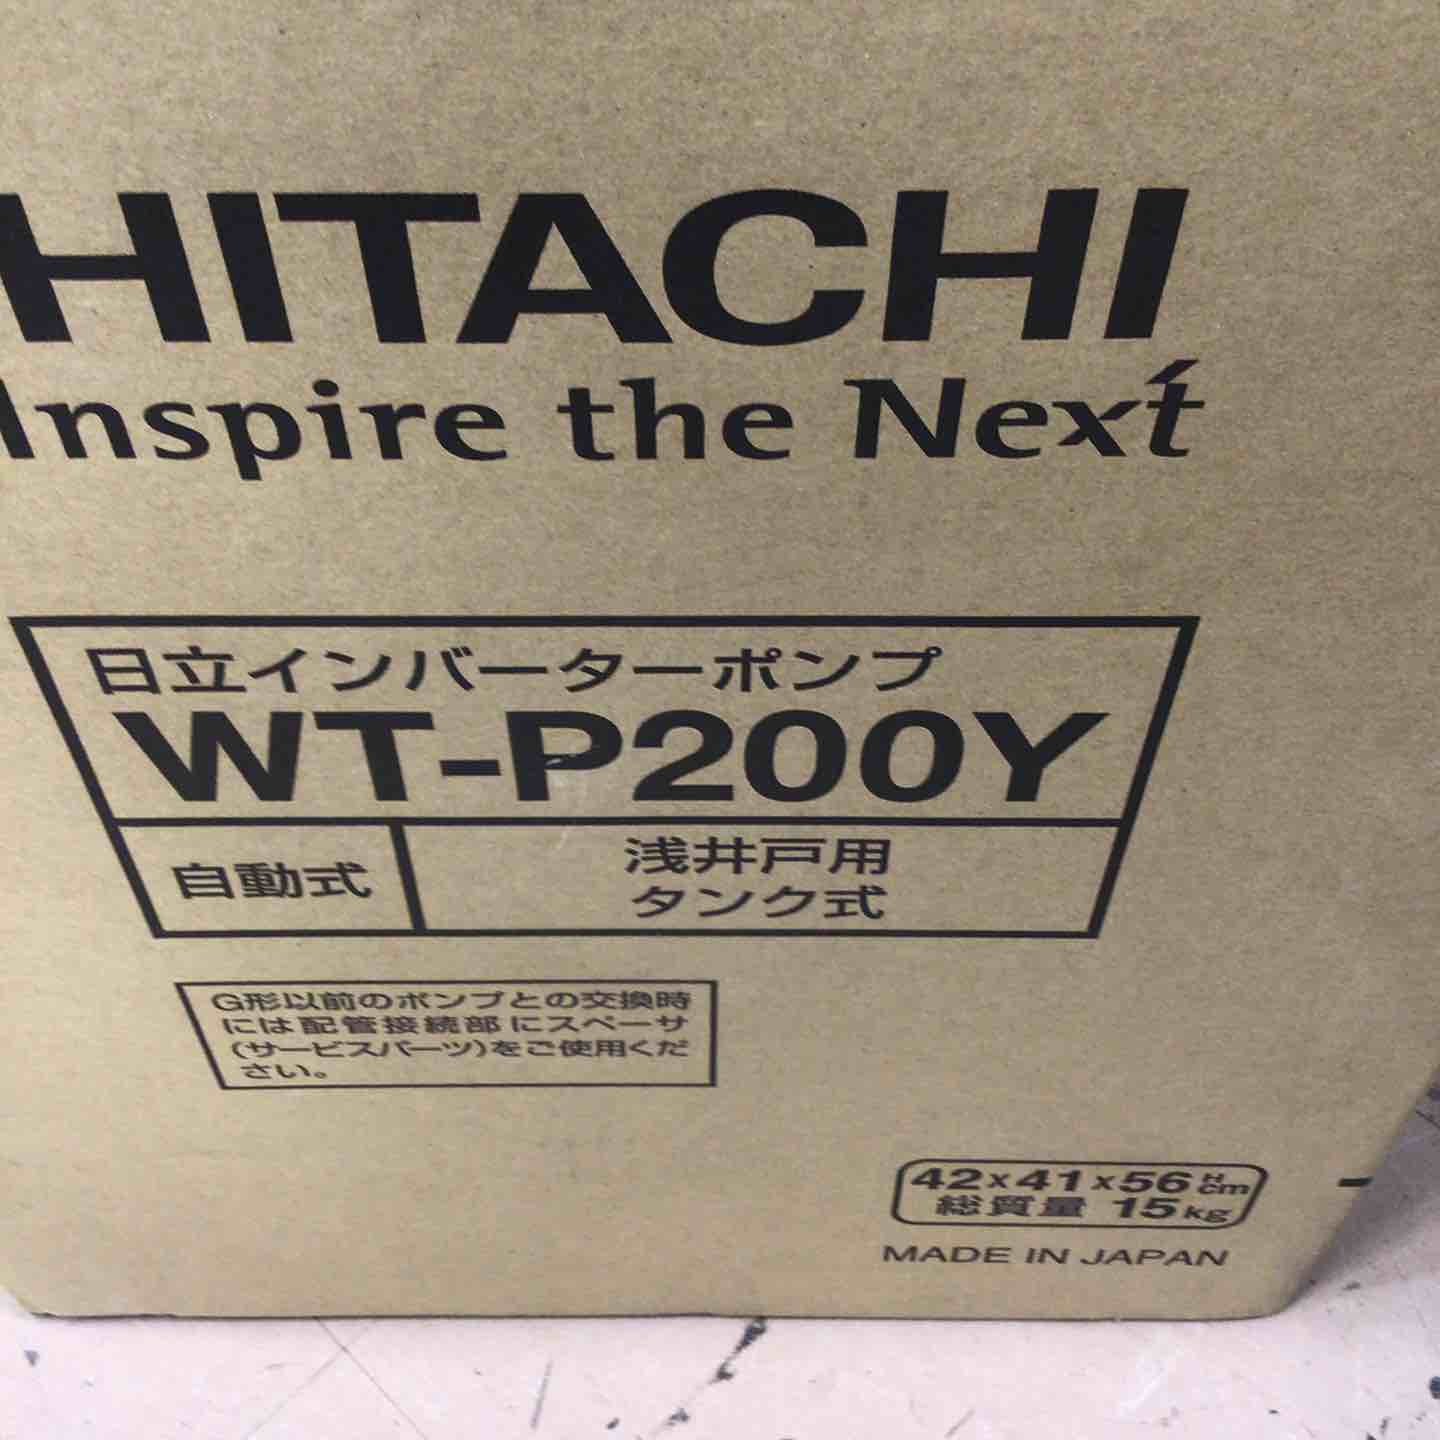 HITACHI
Inspire the Next
日立インバーターポンプ
WT-P200Y
自動式
浅井戸用
タンク式
G形以前のポンプとの交換時
には配管接続部にスペーサ
(サービスパーツ)をご使用くだ
さい。
42x41x56Hcm
総質量 15kg
MADE IN JAPAN